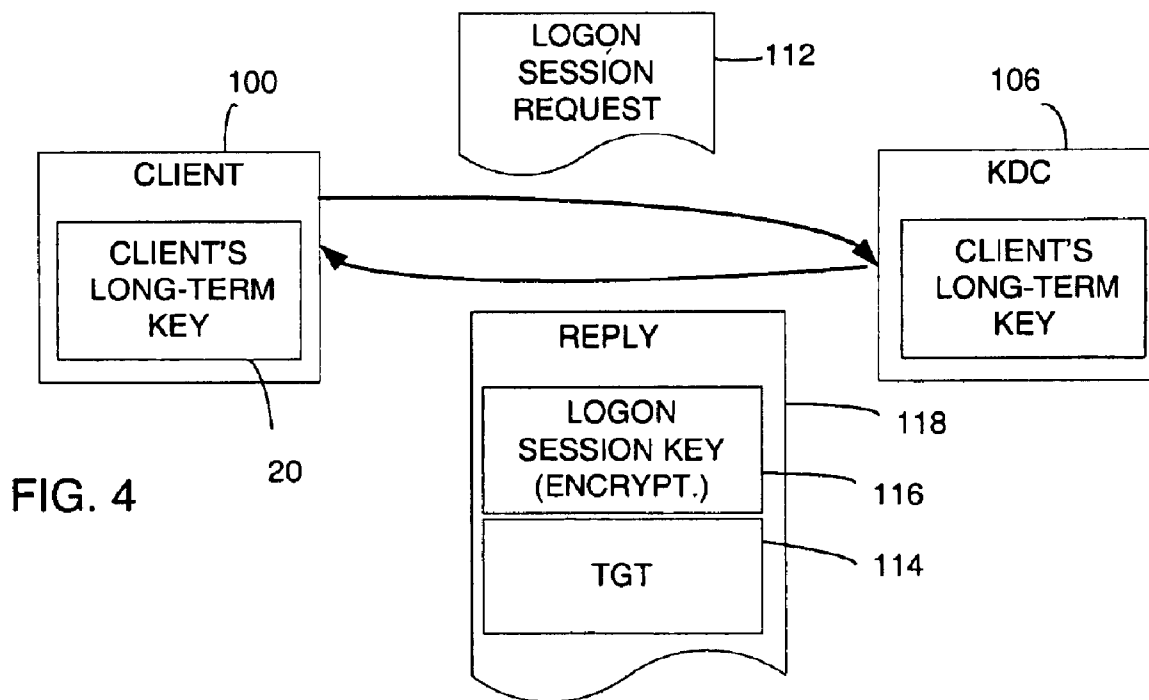 LOGON
SESSION
REQUEST
112
100
CLIENT
CLIENT'S
LONG-TERM
KEY
20
106
KDC
CLIENT'S
LONG-TERM
KEY
REPLY
118
LOGON
SESSION KEY
(ENCRYPT.)
116
TGT
114
FIG. 4